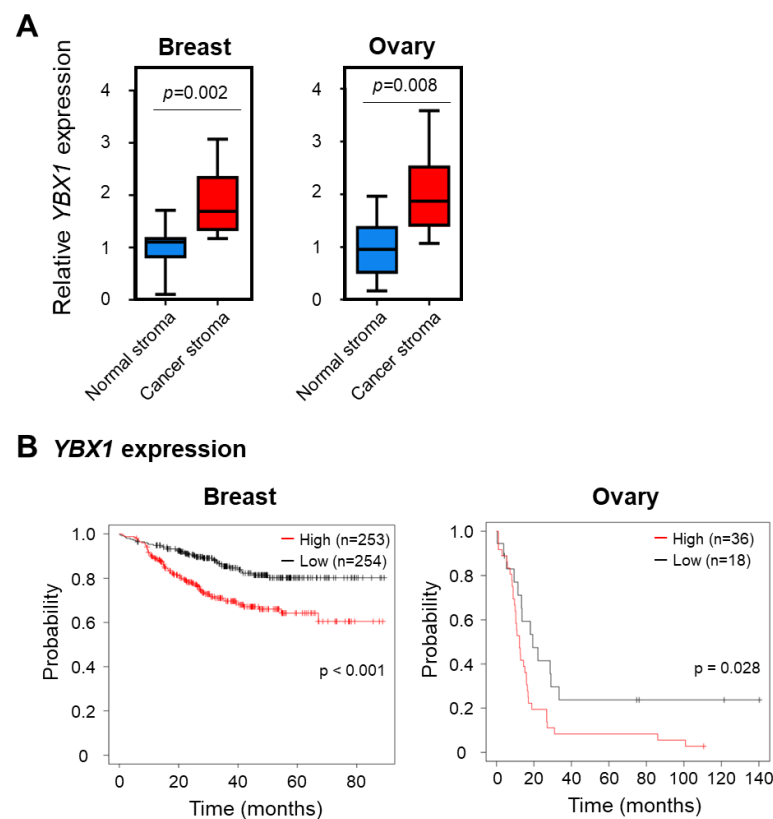 A
Breast
Ovary
Relative YBX1 expression
4
3
2
1
0
p=0.002
Normal stroma
Cancer stroma
4
3
2
1
0
p=0.008
Normal stroma
Cancer stroma
B YBX1 expression
Breast
Ovary
Probability
1.0
0.8
0.6
0.4
0.2
0
High (n=253)
Low (n=254)
p < 0.001
0 20 40 60 80
Time (months)
Probability
1.0
0.8
0.6
0.4
0.2
0
High (n=36)
Low (n=18)
p = 0.028
0 20 40 60 80 100 120 140
Time (months)